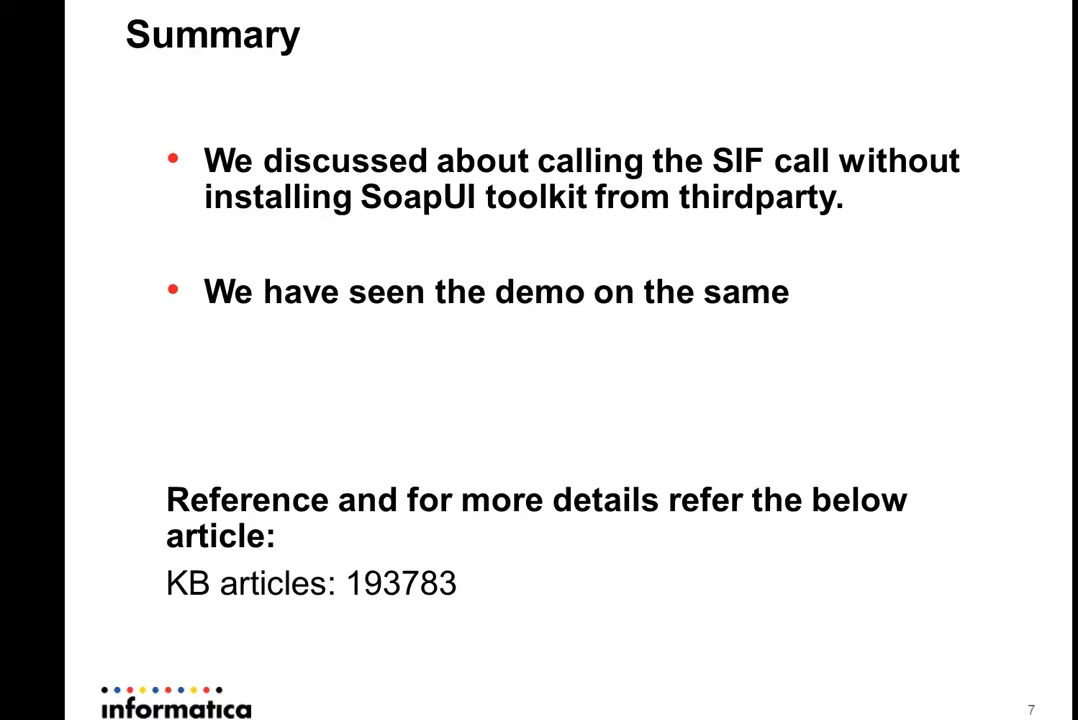 Summary
• We discussed about calling the SIF call without
installing SoapUI toolkit from thirdparty.
• We have seen the demo on the same
Reference and for more details refer the below
article:
KB articles: 193783
informatica
7